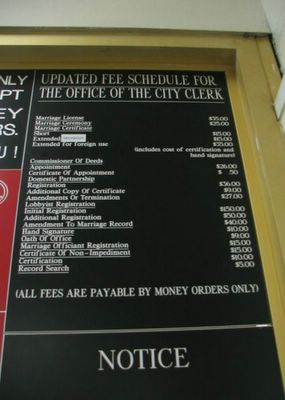 NLY
PT
EY
RS.
U !
UPDATED FEE SCHEDULE FOR
THE OFFICE OF THE CITY CLERK
Marriage License $35.00
Marriage Ceremony $25.00
Marriage Certificate
Short $15.00
Extended $15.00
Extended for foreign use $35.00
(includes cost of certification and
hand signature)
Commissioner Of Deeds
Appointment $26.00
Certificate Of Appointment $ .50
Domestic Partnership
Registration $36.00
Additional Copy Of Certificate $9.00
Amendments Or Termination $27.00
Lobbyist Registration
Initial Registration $150.00
Additional Registration $50.00
Amendment To Marriage Record $40.00
Hand Signature $10.00
Oath Of Office $9.00
Marriage Officiant Registration $15.00
Certificate Of Non-Impediment $15.00
Certification $10.00
Record Search $5.00
(ALL FEES ARE PAYABLE BY MONEY ORDERS ONLY)
NOTICE